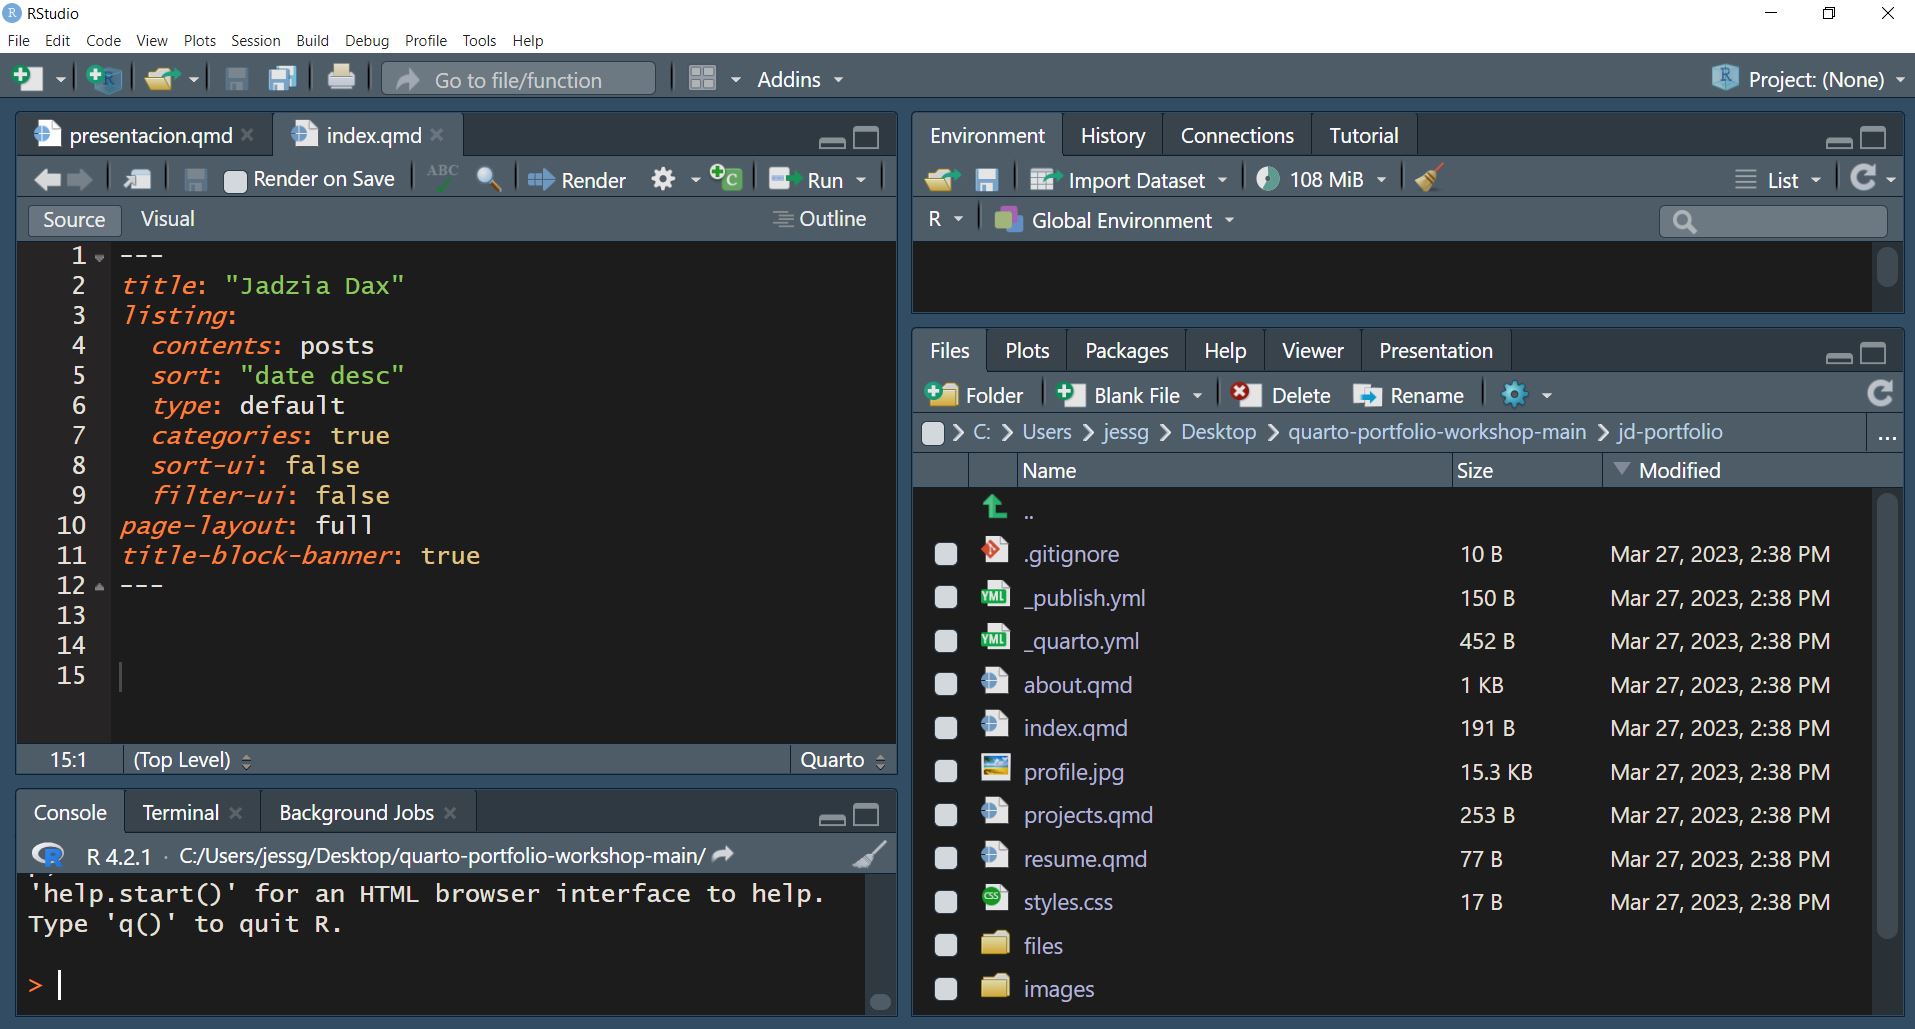 RStudio
File Edit Code View Plots Session Build Debug Profile Tools Help
Go to file/function Addins Project: (None)
presentacion.qmd index.qmd
Render on Save ABC Render Run
Source Visual Outline
1 ---
2 title: "Jadzia Dax"
3 listing:
4 contents: posts
5 sort: "date desc"
6 type: default
7 categories: true
8 sort-ui: false
9 filter-ui: false
10 page-layout: full
11 title-block-banner: true
12 ---
13
14
15
15:1 (Top Level) Quarto
Console Terminal Background Jobs
R 4.2.1 · C:/Users/jessg/Desktop/quarto-portfolio-workshop-main/
'help.start()' for an HTML browser interface to help.
Type 'q()' to quit R.
>
Environment History Connections Tutorial
Import Dataset 108 MiB List
R Global Environment
Files Plots Packages Help Viewer Presentation
Folder Blank File Delete Rename
C: Users jessg Desktop quarto-portfolio-workshop-main jd-portfolio ...
Name Size Modified
..
.gitignore 10 B Mar 27, 2023, 2:38 PM
_publish.yml 150 B Mar 27, 2023, 2:38 PM
_quarto.yml 452 B Mar 27, 2023, 2:38 PM
about.qmd 1 KB Mar 27, 2023, 2:38 PM
index.qmd 191 B Mar 27, 2023, 2:38 PM
profile.jpg 15.3 KB Mar 27, 2023, 2:38 PM
projects.qmd 253 B Mar 27, 2023, 2:38 PM
resume.qmd 77 B Mar 27, 2023, 2:38 PM
styles.css 17 B Mar 27, 2023, 2:38 PM
files
images